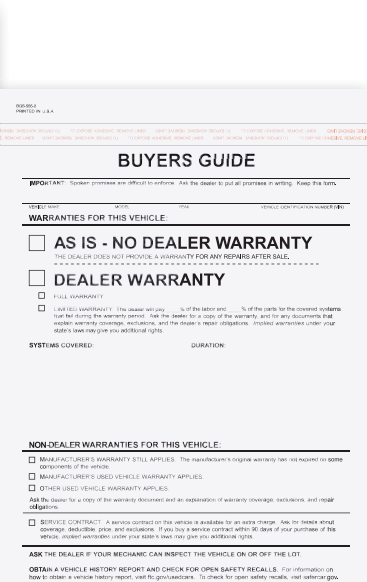 PRINTED IN U.S.A.
BUYERS GUIDE
IMPORTANT: Spoken promises are difficult to enforce. Ask the dealer to put all promises in writing. Keep this form.
VEHICLE MAKE MODEL YEAR VEHICLE IDENTIFICATION NUMBER (VIN)
WARRANTIES FOR THIS VEHICLE:
AS IS - NO DEALER WARRANTY
THE DEALER DOES NOT PROVIDE A WARRANTY FOR ANY REPAIRS AFTER SALE.
DEALER WARRANTY
FULL WARRANTY
LIMITED WARRANTY. The dealer will pay ____% of the labor and ____% of the parts for the covered systems
that fail during the warranty period. Ask the dealer for a copy of the warranty, and for any documents that
explain warranty coverage, exclusions, and the dealer's repair obligations. Implied warranties under your
state's laws may give you additional rights.
SYSTEMS COVERED: DURATION:
NON-DEALER WARRANTIES FOR THIS VEHICLE:
MANUFACTURER'S WARRANTY STILL APPLIES. The manufacturer's original warranty has not expired on some
components of the vehicle.
MANUFACTURER'S USED VEHICLE WARRANTY APPLIES.
OTHER USED VEHICLE WARRANTY APPLIES.
Ask the dealer for a copy of the warranty document and an explanation of warranty coverage, exclusions, and repair
obligations.
SERVICE CONTRACT. A service contract on this vehicle is available for an extra charge. Ask for details about
coverage, deductible, price, and exclusions. If you buy a service contract within 90 days of your purchase of this
vehicle, implied warranties under your state's laws may give you additional rights.
ASK THE DEALER IF YOUR MECHANIC CAN INSPECT THE VEHICLE ON OR OFF THE LOT.
OBTAIN A VEHICLE HISTORY REPORT AND CHECK FOR OPEN SAFETY RECALLS. For information on
how to obtain a vehicle history report, visit ftc.gov/usedcars. To check for open safety recalls, visit safercar.gov.